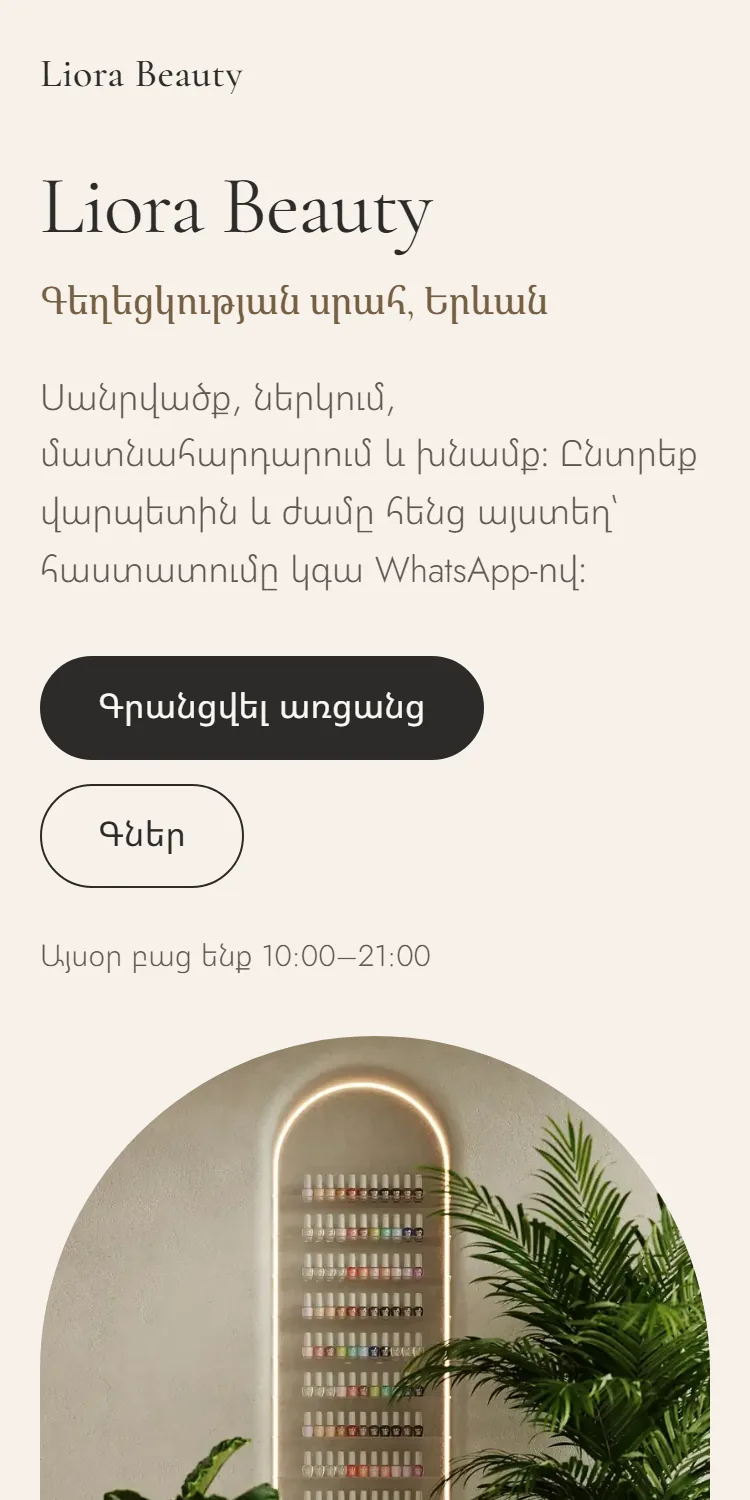 Liora Beauty
Liora Beauty
Գեղեցկության սրահ, Երևան
Սանրվածք, ներկում,
մատնահարդարում և խնամք։ Ընտրեք
վարպետին և ժամը հենց այստեղ՝
հաստատումը կգա WhatsApp-ով։
Գրանցվել առցանց
Գներ
Այսօր բաց ենք 10:00–21:00